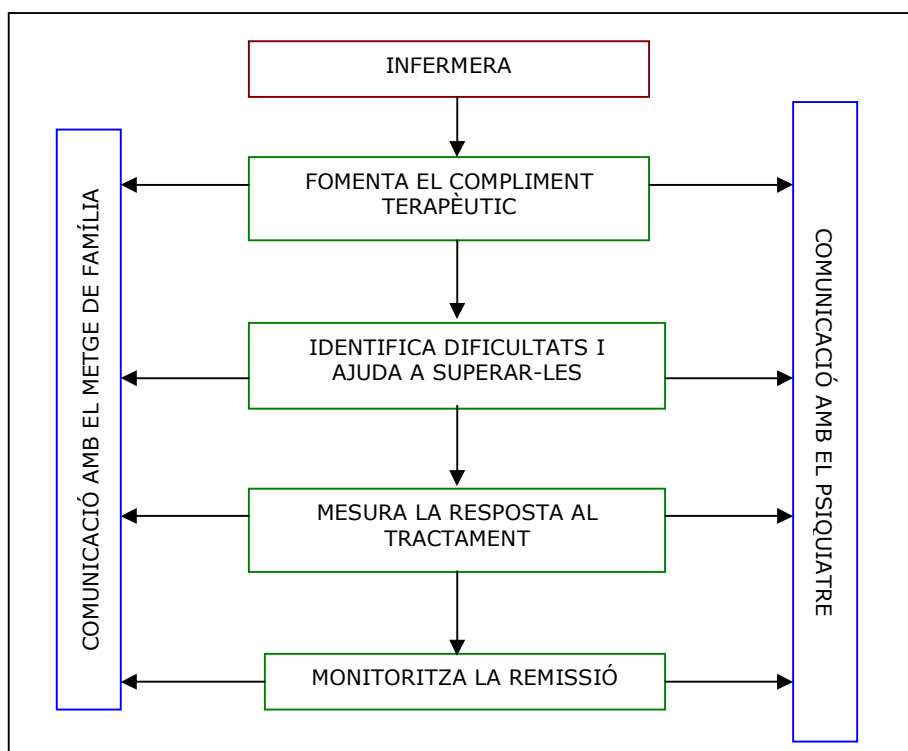 INFERMERA
FOMENTA EL COMPLIMENT
TERAPÈUTIC
IDENTIFICA DIFICULTATS I
AJUDA A SUPERAR-LES
MESURA LA RESPOSTA AL
TRACTAMENT
MONITORITZA LA REMISSIÓ
COMUNICACIÓ AMB EL METGE DE FAMÍLIA
COMUNICACIÓ AMB EL PSIQUIATRE